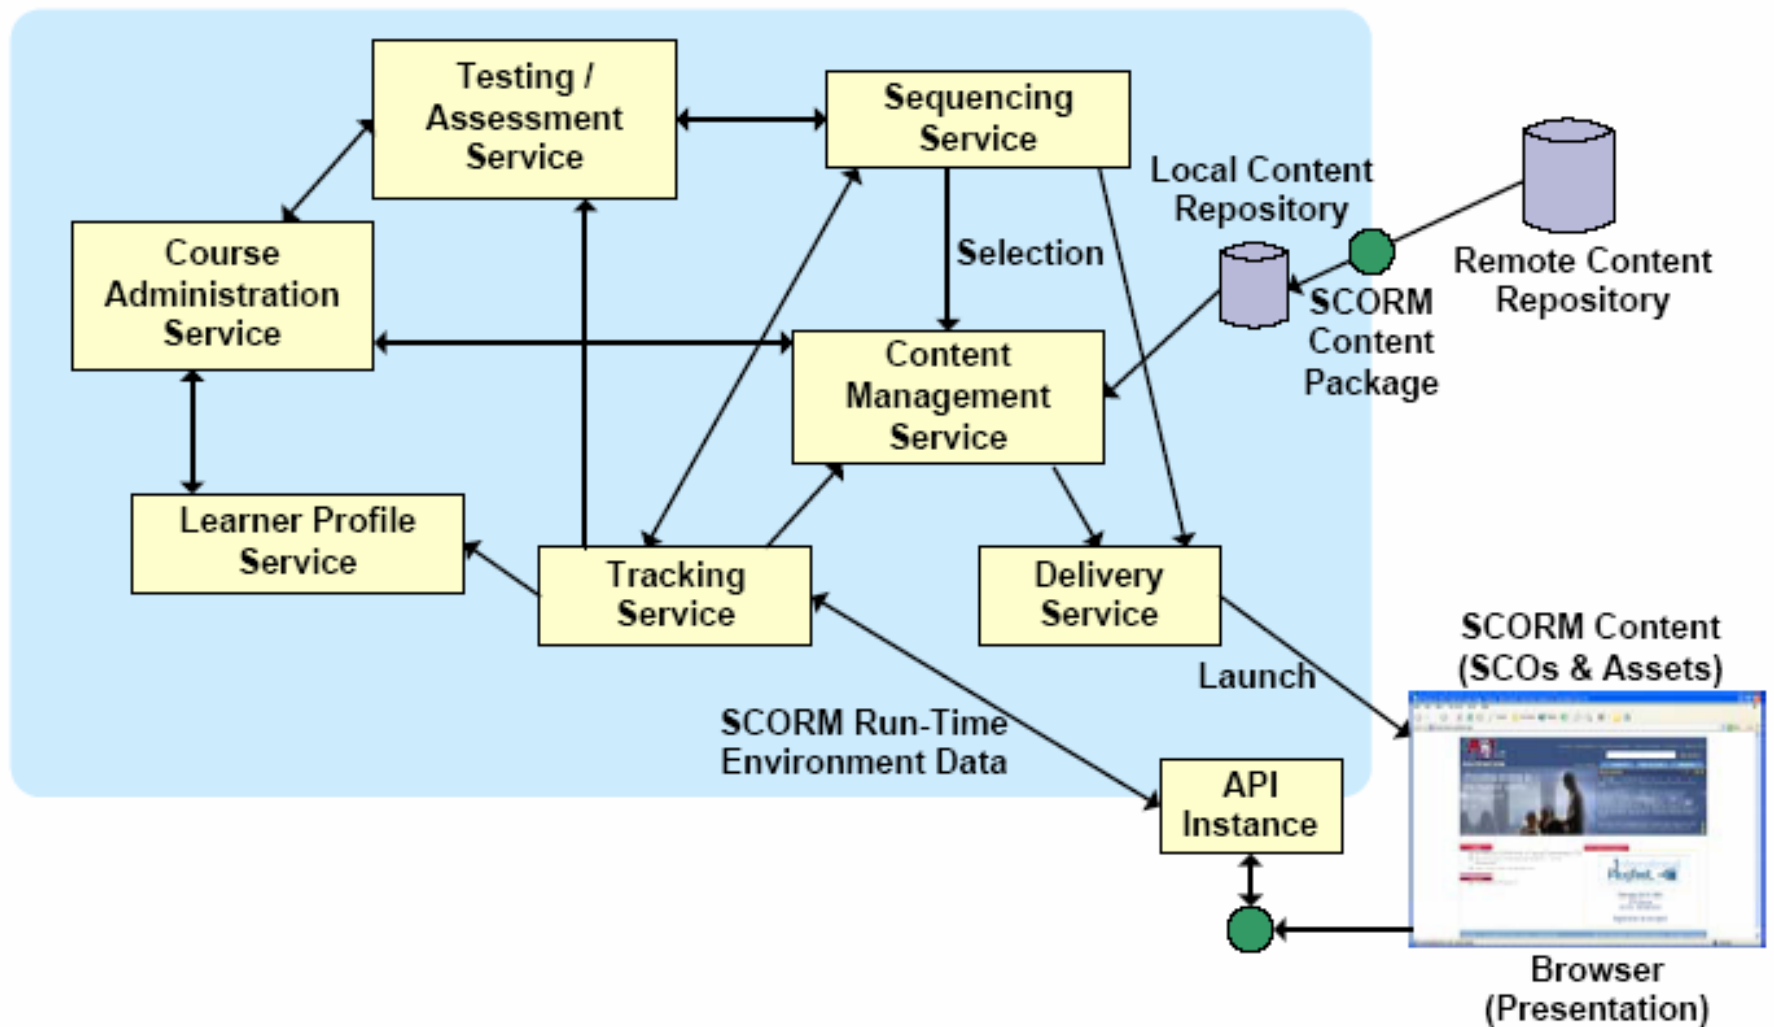 Testing /
Assessment
Service
Sequencing
Service
Local Content
Repository
Remote Content
Repository
Course
Administration
Service
Selection
SCORM
Content
Package
Content
Management
Service
Learner Profile
Service
Tracking
Service
Delivery
Service
SCORM Content
(SCOs & Assets)
Launch
SCORM Run-Time
Environment Data
API
Instance
Browser
(Presentation)